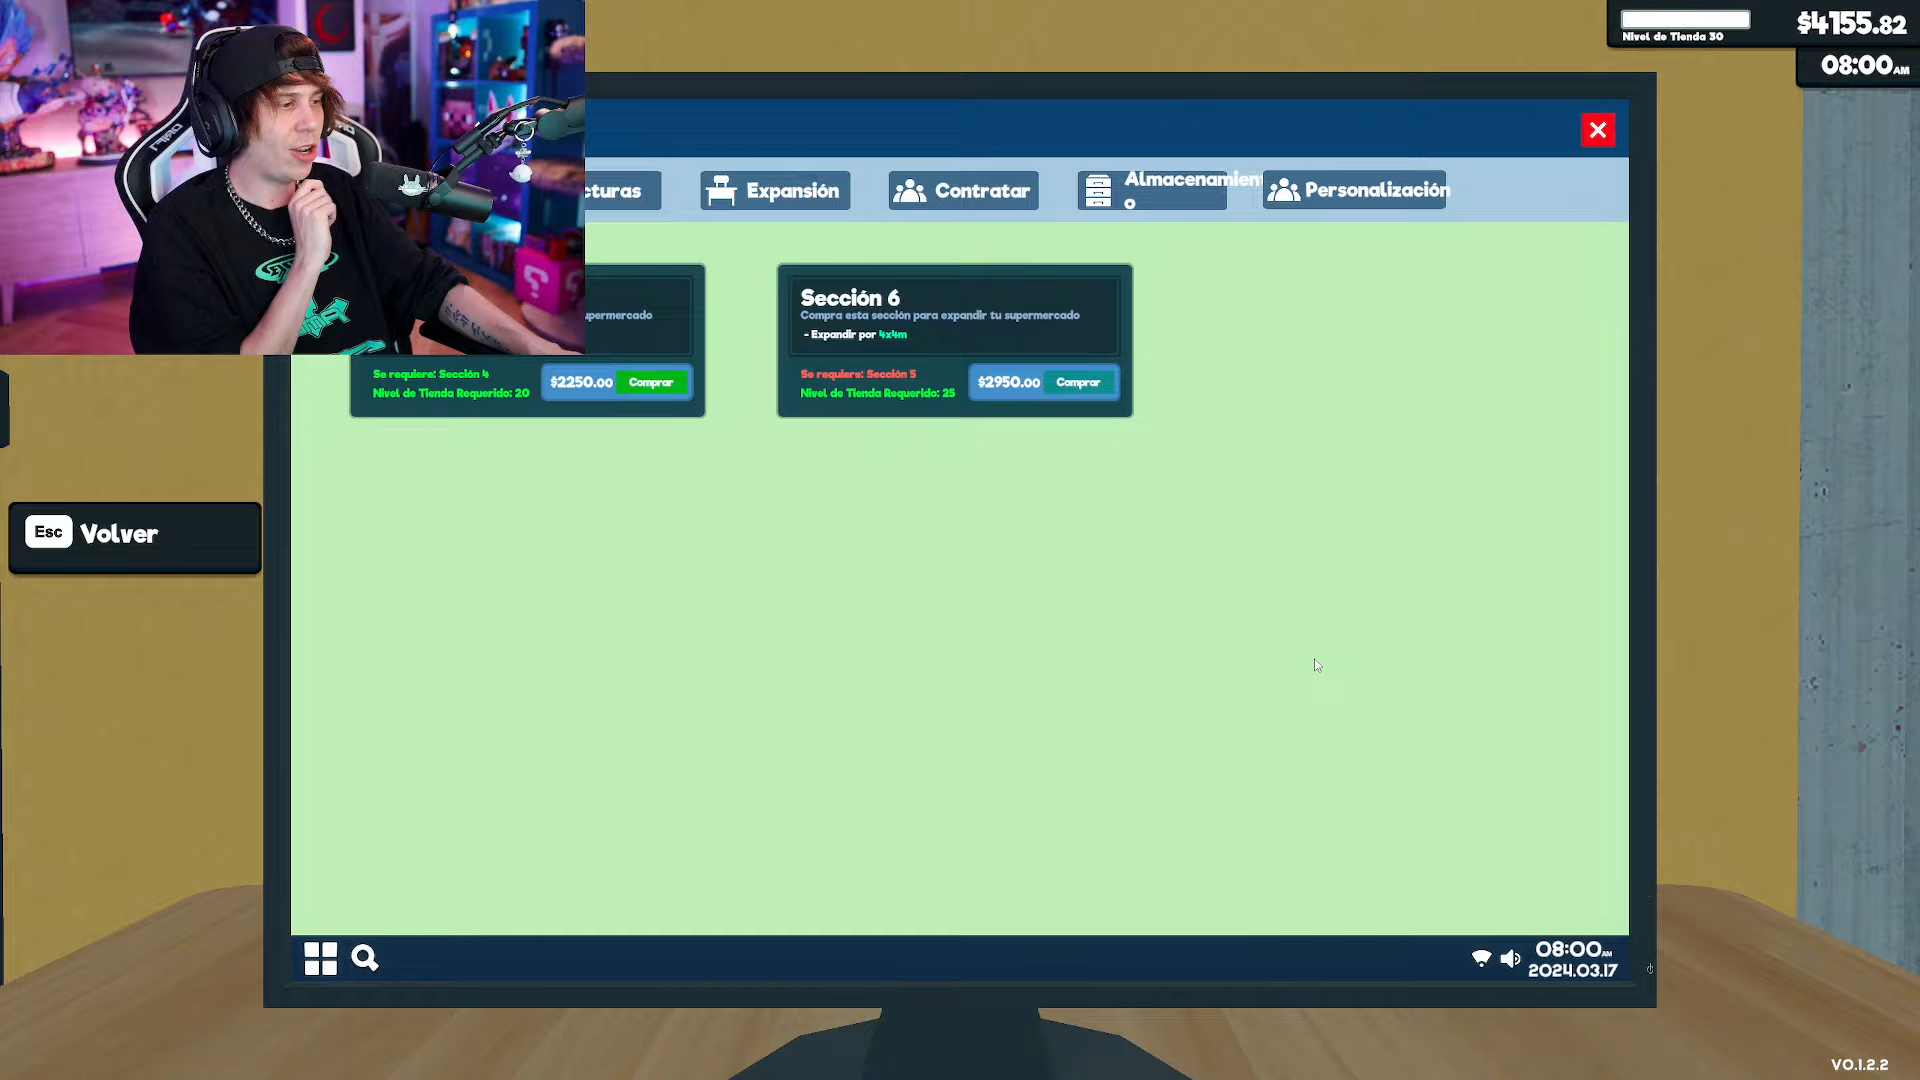 Nivel de Tienda 30
$4155.82
08:00AM
cturas
Expansión
Contratar
Almacenamient
o
Personalización
upermercado
Se requiere: Sección 4
Nivel de Tienda Requerido: 20
$2250.00
Comprar
Sección 6
Compra esta sección para expandir tu supermercado
- Expandir por 4x4m
Se requiere: Sección 5
Nivel de Tienda Requerido: 25
$2950.00
Comprar
Esc
Volver
08:00AM
2024.03.17
V0.1.2.2